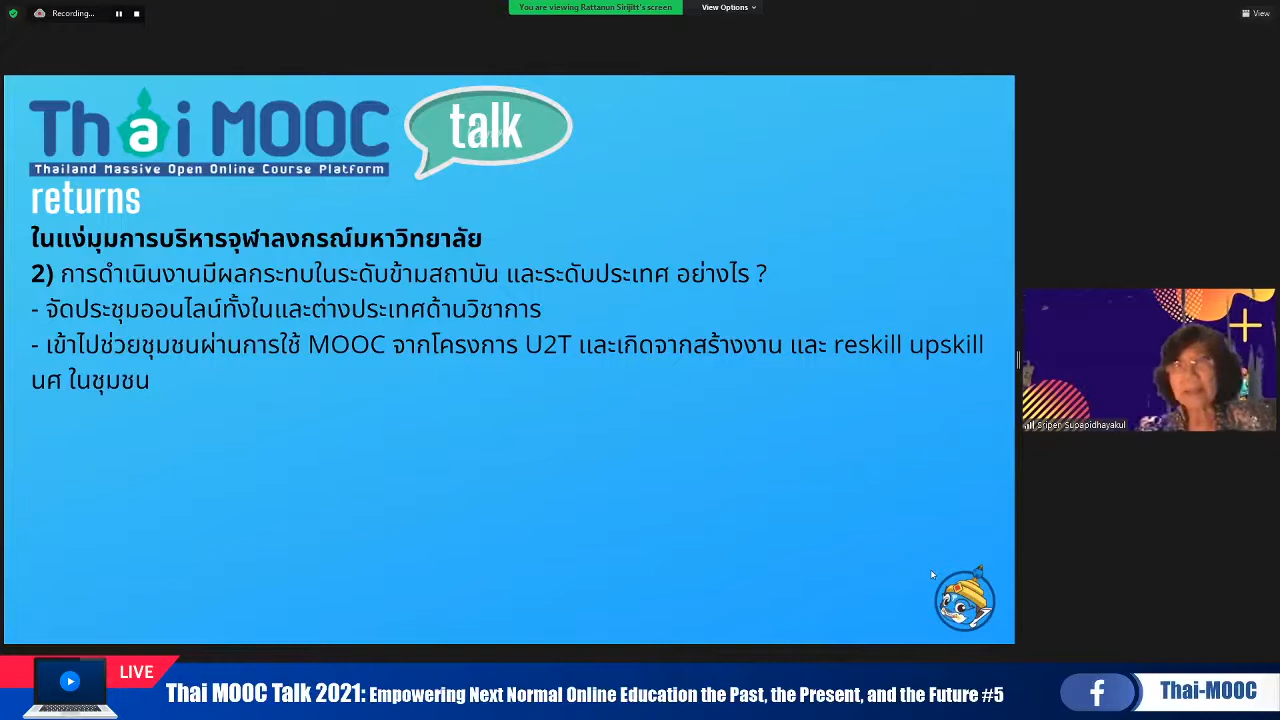 Recording...
You are viewing Rattanun Sirijitt's screen
View Options
View
Thai MOOC
talk
Thailand Massive Open Online Course Platform
returns
ในแง่มุมการบริหารจุฬาลงกรณ์มหาวิทยาลัย
2) การดำเนินงานมีผลกระทบในระดับข้ามสถาบัน และระดับประเทศ อย่างไร ?
- จัดประชุมออนไลน์ทั้งในและต่างประเทศด้านวิชาการ
- เข้าไปช่วยชุมชนผ่านการใช้ MOOC จากโครงการ U2T และเกิดจากสร้างงาน และ reskill upskill
นศ ในชุมชน
Sripen Supapidhayakul
LIVE
Thai MOOC Talk 2021: Empowering Next Normal Online Education the Past, the Present, and the Future #5
Thai-MOOC